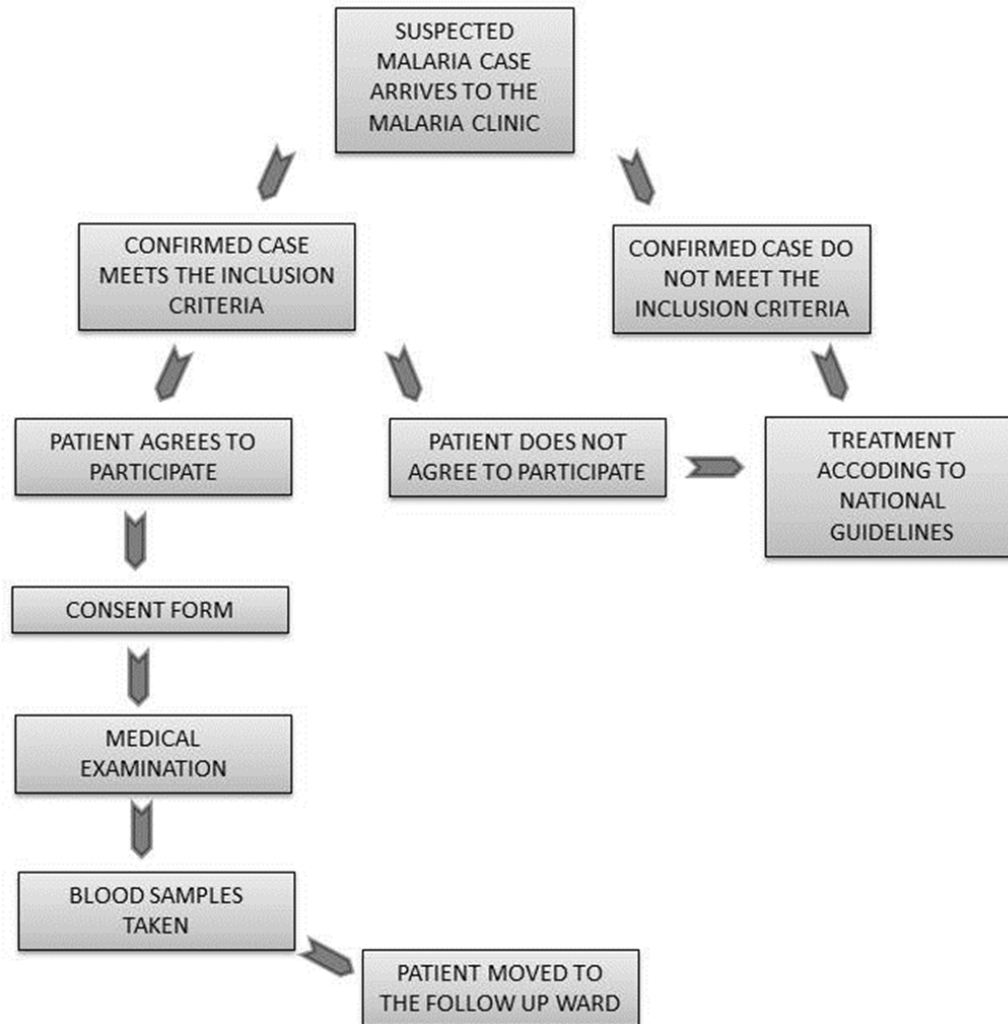 SUSPECTED
MALARIA CASE
ARRIVES TO THE
MALARIA CLINIC
CONFIRMED CASE
MEETS THE INCLUSION
CRITERIA
CONFIRMED CASE DO
NOT MEET THE
INCLUSION CRITERIA
PATIENT AGREES TO
PARTICIPATE
PATIENT DOES NOT
AGREE TO PARTICIPATE
TREATMENT
ACCODING TO
NATIONAL
GUIDELINES
CONSENT FORM
MEDICAL
EXAMINATION
BLOOD SAMPLES
TAKEN
PATIENT MOVED TO
THE FOLLOW UP WARD